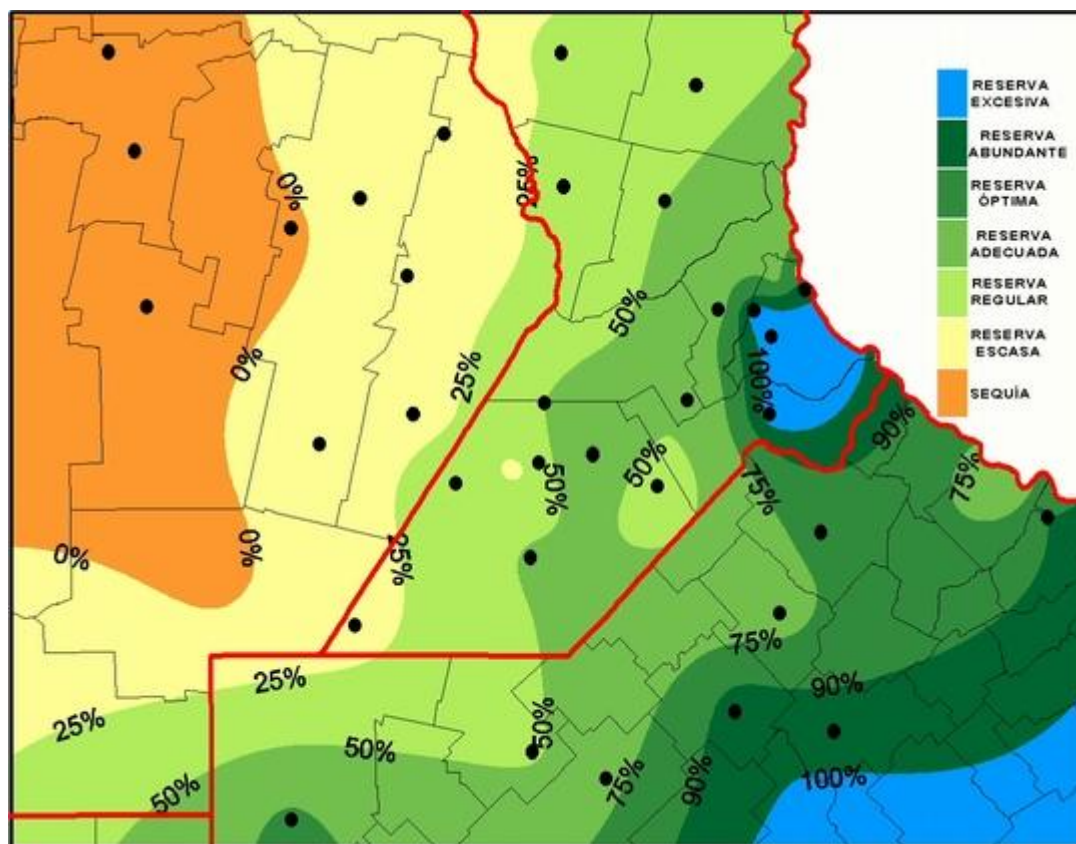 RESERVA
EXCESIVA
RESERVA
ABUNDANTE
RESERVA
ÓPTIMA
RESERVA
ADECUADA
RESERVA
REGULAR
RESERVA
ESCASA
SEQUÍA
0%
25%
50%
0%
25%
100%
90%
50%
50%
75%
75%
0%
0%
25%
75%
25%
90%
25%
50%
50%
50%
75%
90%
100%